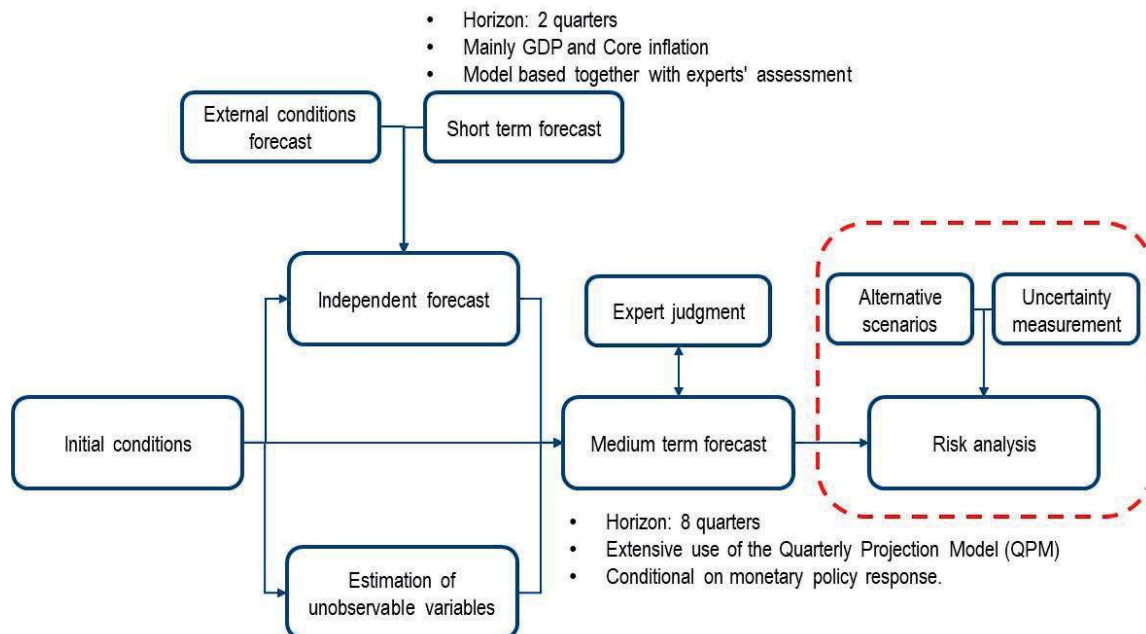 • Horizon: 2 quarters
• Mainly GDP and Core inflation
• Model based together with experts' assessment
External conditions
forecast
Short term forecast
Independent forecast
Expert judgment
Alternative
scenarios
Uncertainty
measurement
Initial conditions
Medium term forecast
Risk analysis
• Horizon: 8 quarters
• Extensive use of the Quarterly Projection Model (QPM)
• Conditional on monetary policy response.
Estimation of
unobservable variables